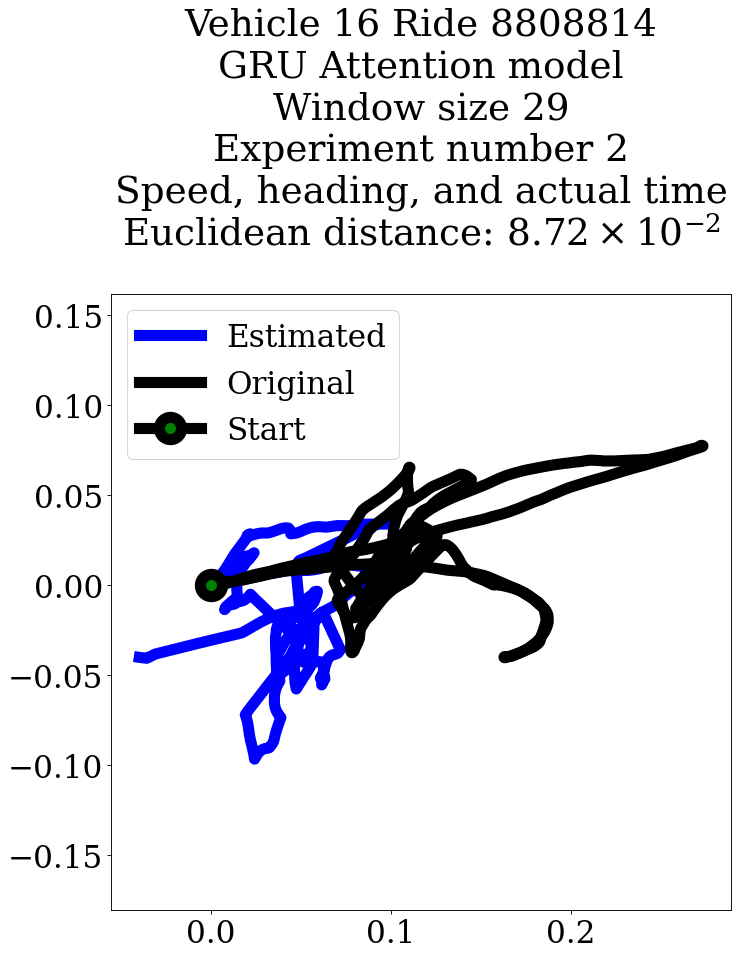 Vehicle 16 Ride 8808814
GRU Attention model
Window size 29
Experiment number 2
Speed, heading, and actual time
Euclidean distance: 8.72 × 10⁻²
Estimated
Original
Start
0.15
0.10
0.05
0.00
−0.05
−0.10
−0.15
0.0 0.1 0.2